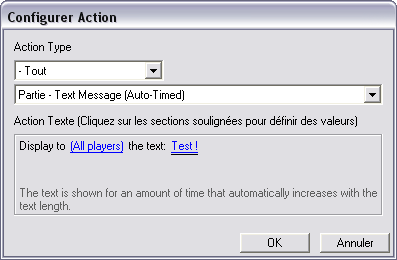 Configurer Action
Action Type
- Tout
Partie - Text Message (Auto-Timed)
Action Texte (Cliquez sur les sections soulignées pour définir des valeurs)
Display to (All players) the text: Test !
The text is shown for an amount of time that automatically increases with the
text length.
OK Annuler